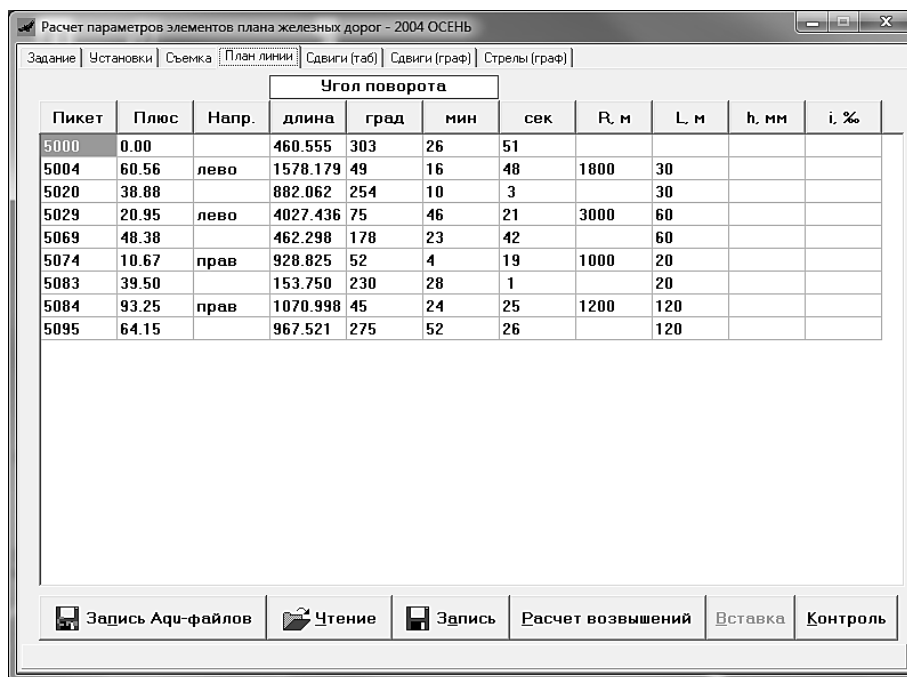 Расчет параметров элементов плана железных дорог - 2004 ОСЕНЬ
Задание Установки Съемка План линии Сдвиги (таб) Сдвиги (граф) Стрелы (граф)
Угол поворота
Пикет Плюс Напр. длина град мин сек R, м L, м h, мм i, ‰
5000 0.00 460.555 303 26 51
5004 60.56 лево 1578.179 49 16 48 1800 30
5020 38.88 882.062 254 10 3 30
5029 20.95 лево 4027.436 75 46 21 3000 60
5069 48.38 462.298 178 23 42 60
5074 10.67 прав 928.825 52 4 19 1000 20
5083 39.50 153.750 230 28 1 20
5084 93.25 прав 1070.998 45 24 25 1200 120
5095 64.15 967.521 275 52 26 120
Запись Aqu-файлов Чтение Запись Расчет возвышений Вставка Контроль